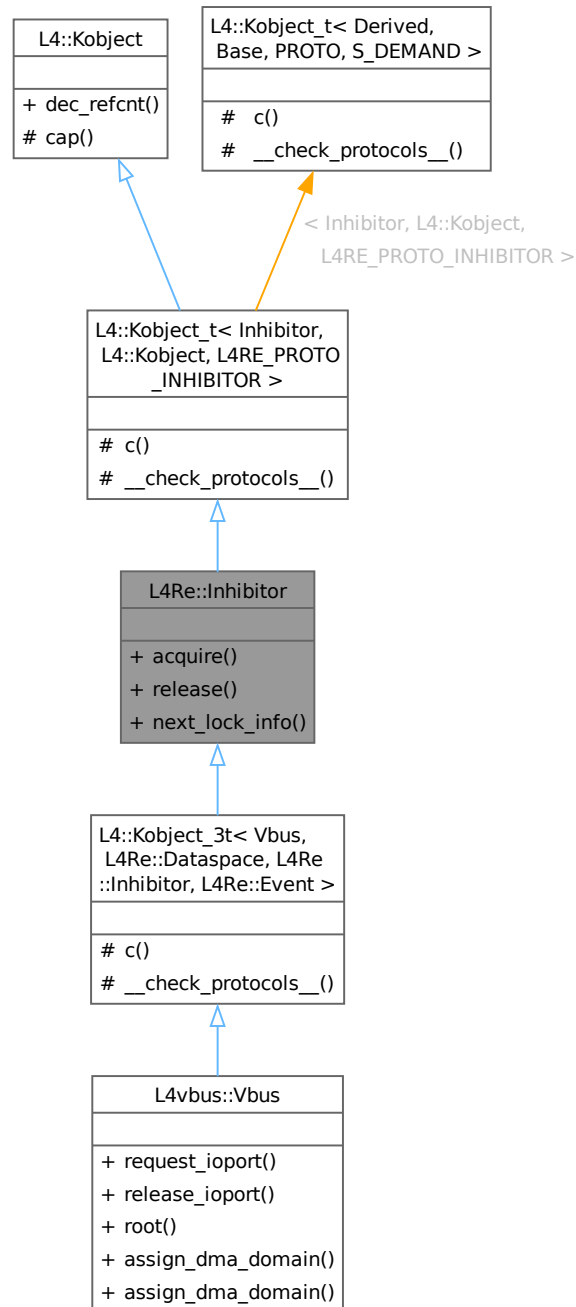 L4::Kobject
+ dec_refcnt()
# cap()
L4::Kobject_t< Derived,
Base, PROTO, S_DEMAND >
# c()
# __check_protocols__()
< Inhibitor, L4::Kobject,
L4RE_PROTO_INHIBITOR >
L4::Kobject_t< Inhibitor,
L4::Kobject, L4RE_PROTO
_INHIBITOR >
# c()
# __check_protocols__()
L4Re::Inhibitor
+ acquire()
+ release()
+ next_lock_info()
L4::Kobject_3t< Vbus,
L4Re::Dataspace, L4Re
::Inhibitor, L4Re::Event >
# c()
# __check_protocols__()
L4vbus::Vbus
+ request_ioport()
+ release_ioport()
+ root()
+ assign_dma_domain()
+ assign_dma_domain()